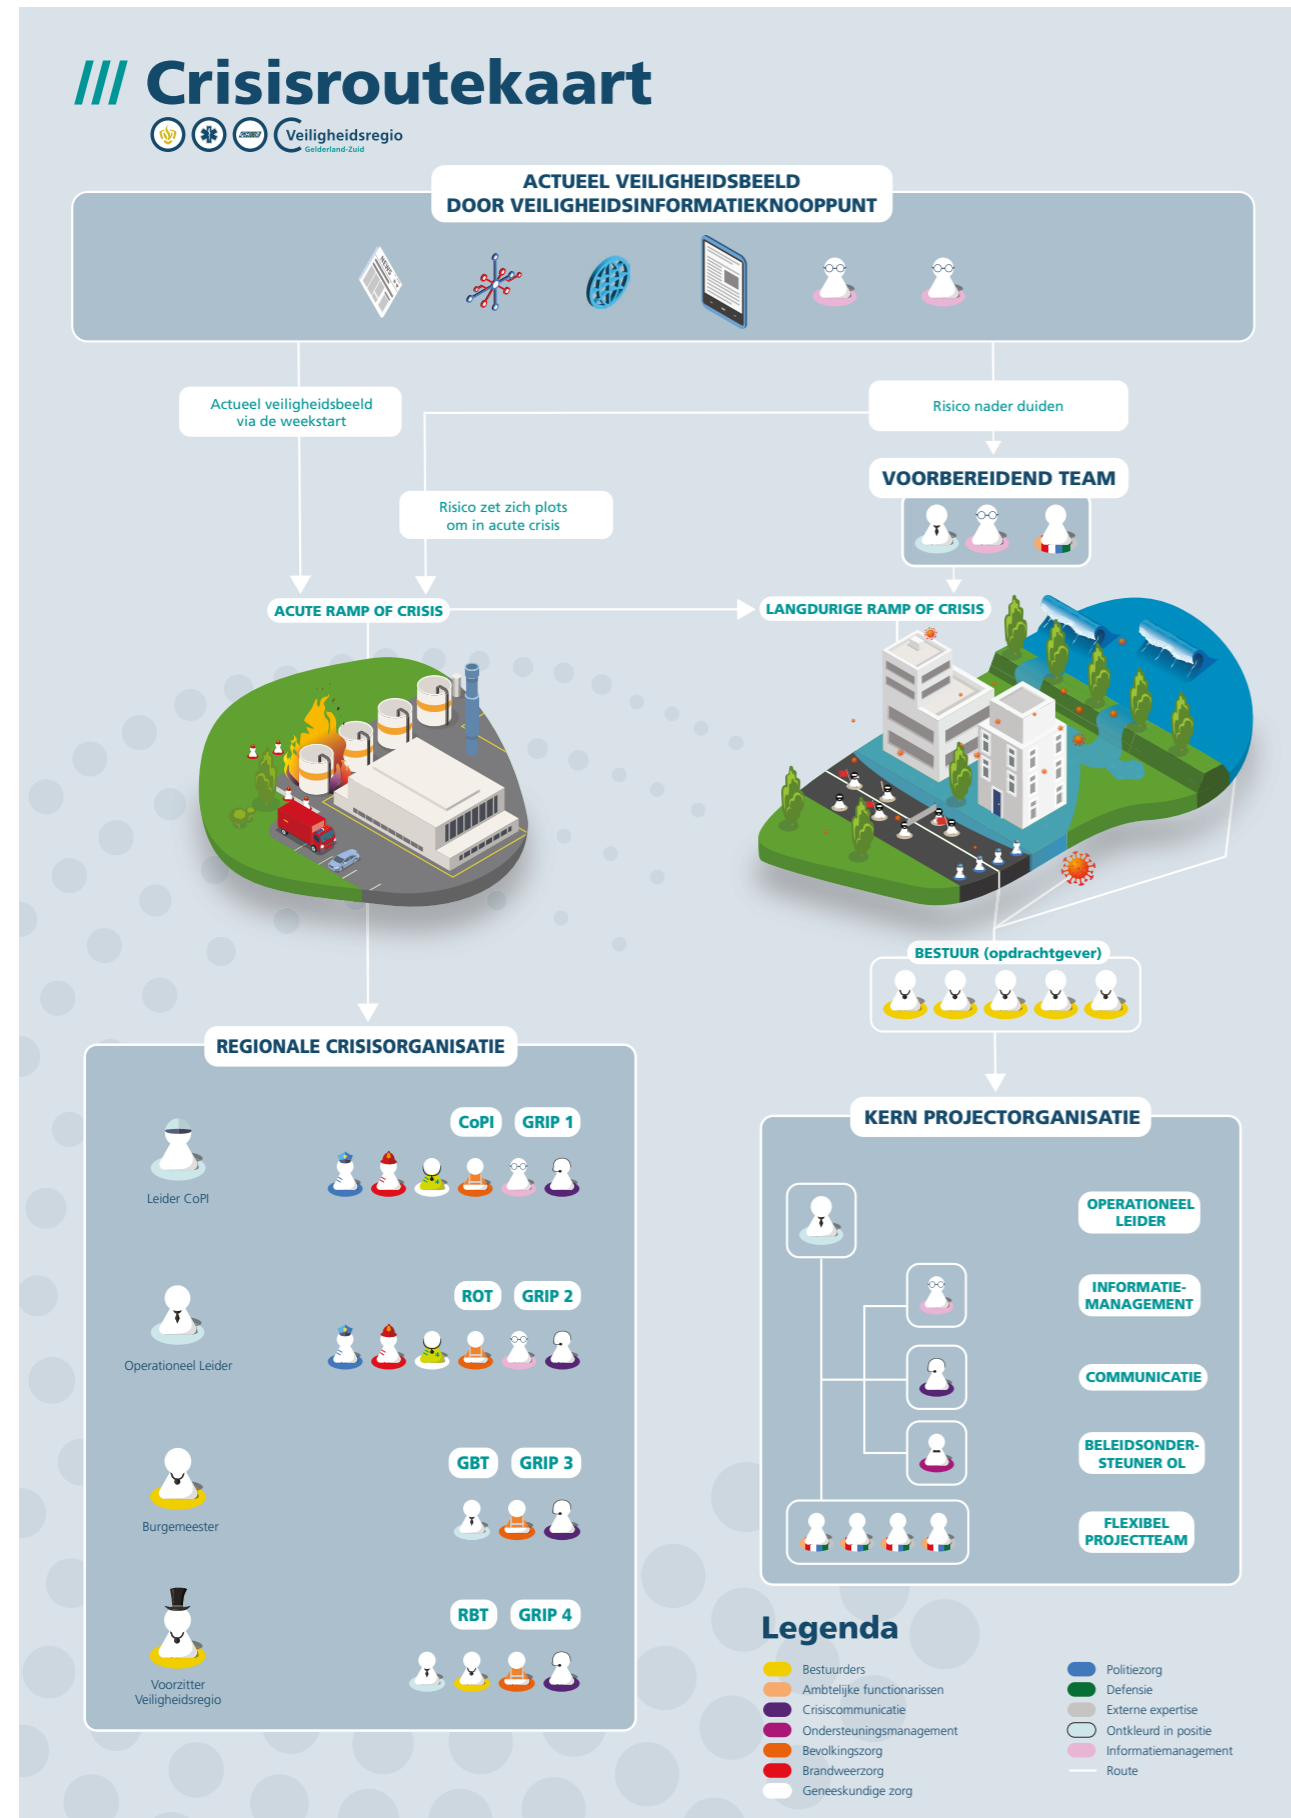 /// Crisisroutekaart
Veiligheidsregio
Gelderland-Zuid
ACTUEEL VEILIGHEIDSBEELD
DOOR VEILIGHEIDSINFORMATIEKNOOPPUNT
NEWS
Actueel veiligheidsbeeld
via de weekstart
Risico nader duiden
VOORBEREIDEND TEAM
Risico zet zich plots
om in acute crisis
ACUTE RAMP OF CRISIS
LANGDURIGE RAMP OF CRISIS
BESTUUR (opdrachtgever)
REGIONALE CRISISORGANISATIE
CoPI GRIP 1
Leider CoPI
ROT GRIP 2
Operationeel Leider
GBT GRIP 3
Burgemeester
RBT GRIP 4
Voorzitter
Veiligheidsregio
KERN PROJECTORGANISATIE
OPERATIONEEL
LEIDER
INFORMATIE-
MANAGEMENT
COMMUNICATIE
BELEIDSONDER-
STEUNER OL
FLEXIBEL
PROJECTTEAM
Legenda
Bestuurders
Ambtelijke functionarissen
Crisiscommunicatie
Ondersteuningsmanagement
Bevolkingszorg
Brandweerzorg
Geneeskundige zorg
Politiezorg
Defensie
Externe expertise
Ontkleurd in positie
Informatiemanagement
Route